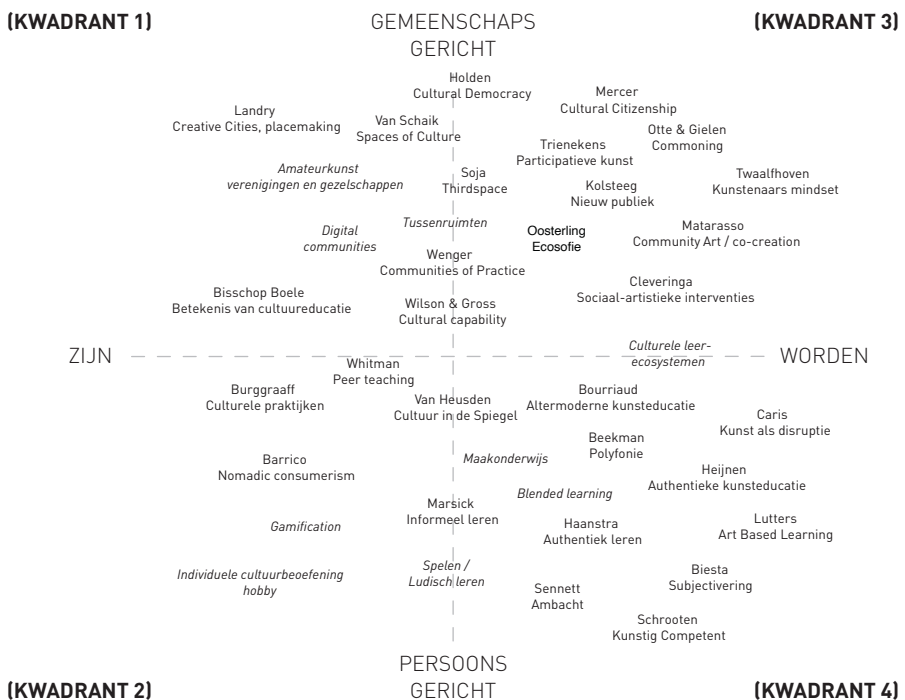 (KWADRANT 1)
GEMEENSCHAPS
GERICHT
(KWADRANT 3)
Holden
Cultural Democracy
Mercer
Cultural Citizenship
Landry
Creative Cities, placemaking
Van Schaik
Spaces of Culture
Otte & Gielen
Commoning
Trienekens
Participatieve kunst
Amateurkunst
verenigingen en gezelschappen
Soja
Thirdspace
Twaalfhoven
Kunstenaars mindset
Kolsteeg
Nieuw publiek
Tussenruimten
Digital
communities
Oosterling
Ecosofie
Matarasso
Community Art / co-creation
Wenger
Communities of Practice
Cleveringa
Sociaal-artistieke interventies
Bisschop Boele
Betekenis van cultuureducatie
Wilson & Gross
Cultural capability
ZIJN
Culturele leer-
ecosystemen
WORDEN
Whitman
Peer teaching
Burggraaff
Culturele praktijken
Van Heusden
Cultuur in de Spiegel
Bourriaud
Altermoderne kunsteducatie
Caris
Kunst als disruptie
Beekman
Polyfonie
Barrico
Nomadic consumerism
Maakonderwijs
Heijnen
Authentieke kunsteducatie
Blended learning
Marsick
Informeel leren
Gamification
Haanstra
Authentiek leren
Lutters
Art Based Learning
Individuele cultuurbeoefening
hobby
Spelen /
Ludisch leren
Biesta
Subjectivering
Sennett
Ambacht
Schrooten
Kunstig Competent
(KWADRANT 2)
PERSOONS
GERICHT
(KWADRANT 4)